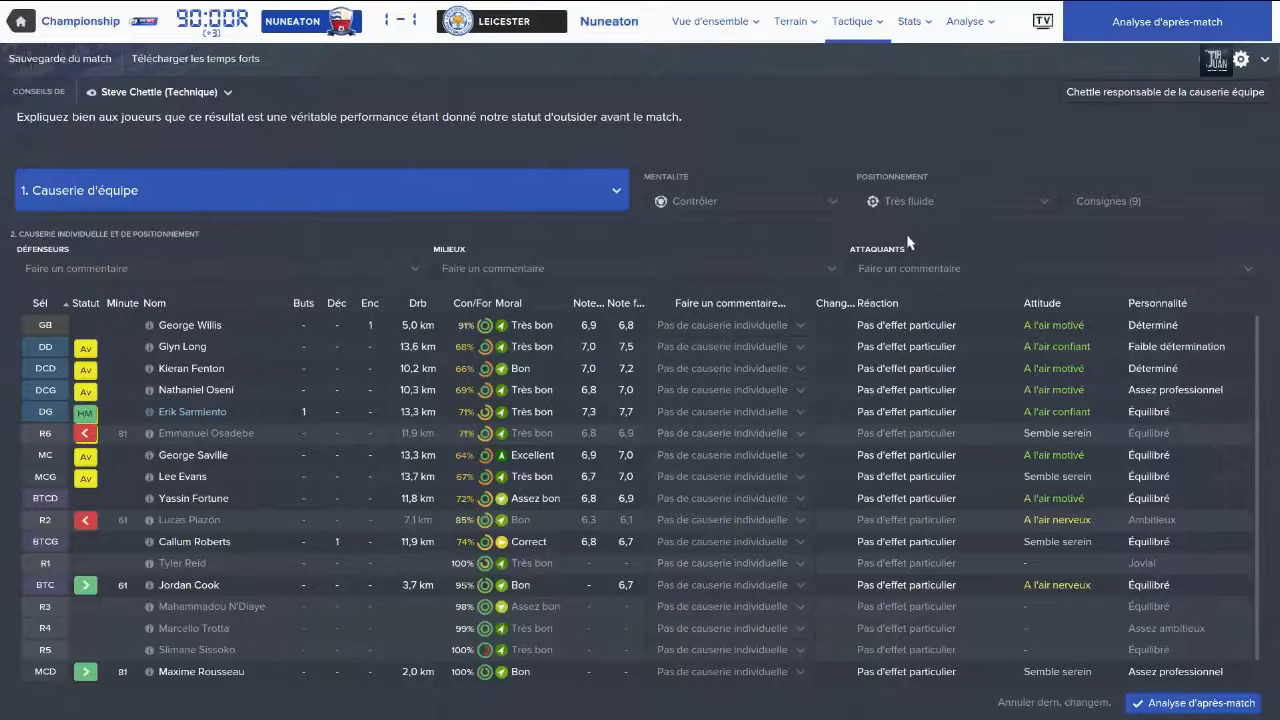 Championship 90:00R (+3) NUNEATON 1 - 1 LEICESTER Nuneaton Vue d'ensemble Terrain Tactique Stats Analyse TV Analyse d'après-match
Sauvegarde du match Télécharger les temps forts
CONSEILS DE Steve Chettle (Technique) Chettle responsable de la causerie équipe
Expliquez bien aux joueurs que ce résultat est une véritable performance étant donné notre statut d'outsider avant le match.
MENTALITÉ POSITIONNEMENT
1. Causerie d'équipe Contrôler Très fluide Consignes (9)
2. CAUSERIE INDIVIDUELLE ET DE POSITIONNEMENT
DÉFENSEURS MILIEUX ATTAQUANTS
Faire un commentaire Faire un commentaire Faire un commentaire
Sél Statut Minute Nom Buts Déc Enc Drb Con/For Moral Note... Note f... Faire un commentaire... Chang... Réaction Attitude Personnalité
GB George Willis - - 1 5,0 km 91% Très bon 6,9 6,8 Pas de causerie individuelle Pas d'effet particulier A l'air motivé Déterminé
DD Av Glyn Long - - - 13,6 km 68% Très bon 7,0 7,5 Pas de causerie individuelle Pas d'effet particulier A l'air confiant Faible détermination
DCD Av Kieran Fenton - - - 10,2 km 66% Bon 7,0 7,2 Pas de causerie individuelle Pas d'effet particulier A l'air motivé Déterminé
DCG Av Nathaniel Oseni - - - 10,3 km 69% Très bon 6,8 7,0 Pas de causerie individuelle Pas d'effet particulier A l'air motivé Assez professionnel
DG HM Erik Sarmiento 1 - - 13,3 km 71% Très bon 7,3 7,7 Pas de causerie individuelle Pas d'effet particulier A l'air confiant Équilibré
R6 81 Emmanuel Osadebe - - - 11,9 km 71% Très bon 6,8 6,9 Pas de causerie individuelle Pas d'effet particulier Semble serein Équilibré
MC Av George Saville - - - 13,3 km 64% Excellent 6,9 7,0 Pas de causerie individuelle Pas d'effet particulier A l'air motivé Équilibré
MCG Av Lee Evans - - - 13,7 km 67% Très bon 6,7 7,0 Pas de causerie individuelle Pas d'effet particulier Semble serein Équilibré
BTCD Yassin Fortune - - - 11,8 km 72% Assez bon 6,8 6,9 Pas de causerie individuelle Pas d'effet particulier A l'air motivé Équilibré
R2 61 Lucas Piazón - - - 7,1 km 85% Bon 6,3 6,1 Pas de causerie individuelle Pas d'effet particulier A l'air nerveux Ambitieux
BTCG Callum Roberts - 1 - 11,9 km 74% Correct 6,8 6,7 Pas de causerie individuelle Pas d'effet particulier Semble serein Équilibré
R1 Tyler Reid - - - 100% Très bon - - Pas de causerie individuelle Pas d'effet particulier - Jovial
BTC 61 Jordan Cook - - - 3,7 km 95% Bon - 6,7 Pas de causerie individuelle Pas d'effet particulier A l'air nerveux Équilibré
R3 Mahammadou N'Diaye - - - 98% Assez bon - - Pas de causerie individuelle Pas d'effet particulier - Équilibré
R4 Marcello Trotta - - - 99% Très bon - - Pas de causerie individuelle Pas d'effet particulier - Assez ambitieux
R5 Slimane Sissoko - - - 100% Très bon - - Pas de causerie individuelle Pas d'effet particulier - Équilibré
MCD 81 Maxime Rousseau - - - 2,0 km 100% Bon - - Pas de causerie individuelle Pas d'effet particulier Semble serein Assez professionnel
Annuler dern. changem. Analyse d'après-match